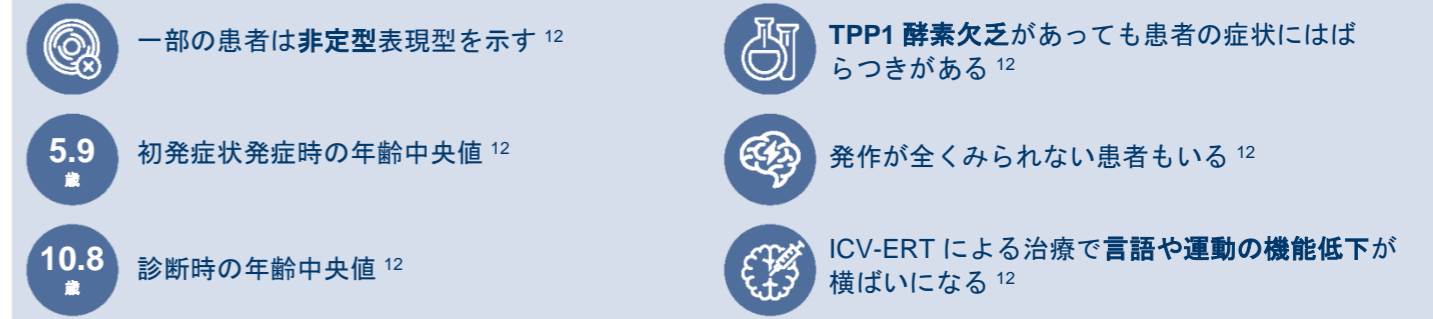 一部の患者は非定型表現型を示す 12
5.9
歳
初発症状発症時の年齢中央値 12
10.8
歳
診断時の年齢中央値 12
TPP1 酵素欠乏があっても患者の症状にはば
らつきがある 12
発作が全くみられない患者もいる 12
ICV-ERT による治療で言語や運動の機能低下が
横ばいになる 12